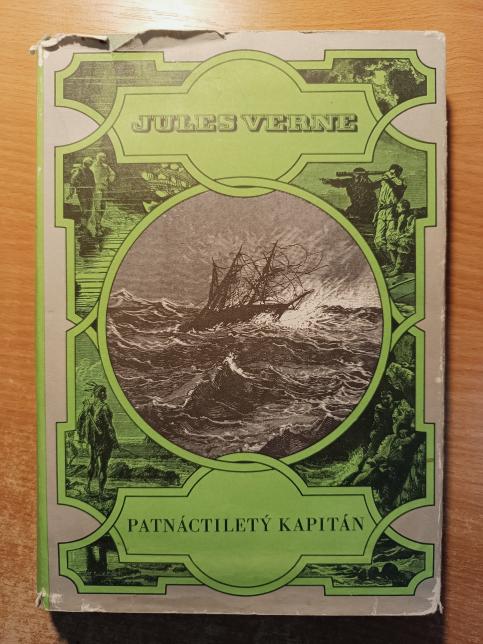 JULES VERNE
PATNÁCTILETÝ KAPITÁN